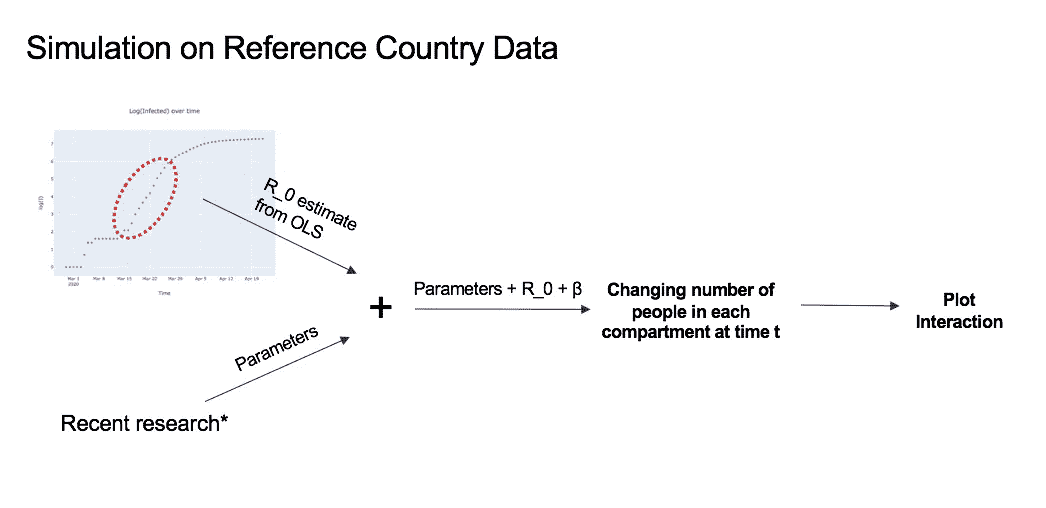 Simulation on Reference Country Data
Log(Infected) over time
7
6
5
4
3
2
1
0
log(I)
Mar 1
2020
Mar 8
Mar 15
Mar 22
Mar 29
Apr 5
Apr 12
Apr 19
Time
R_0 estimate
from OLS
+
Parameters
Recent research*
Parameters + R_0 + β
Changing number of
people in each
compartment at time t
Plot
Interaction